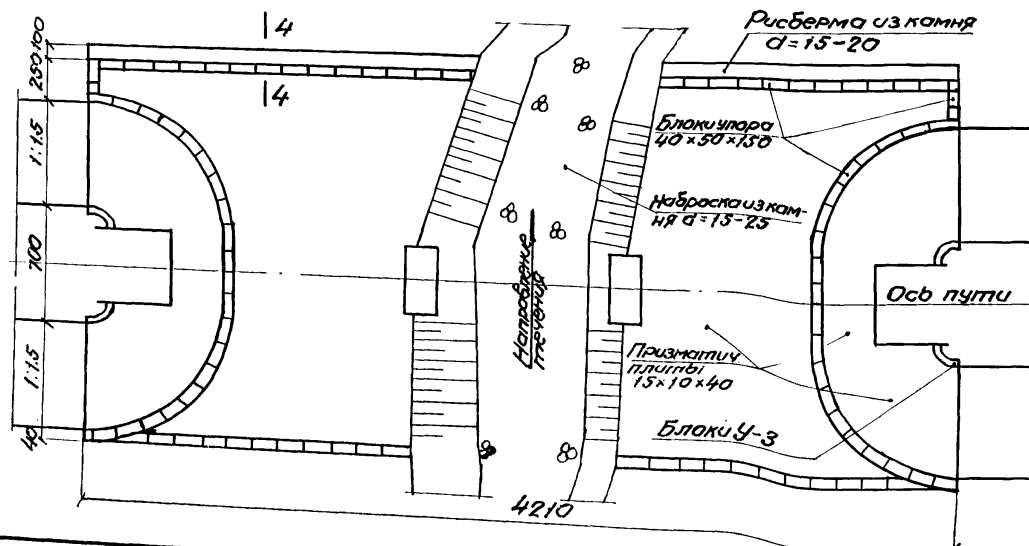 4
4
Рисберма из камня
d=15-20
100
250
1:1.5
700
1:1.5
40
Блоки упора
40×50×150
Наброска из кам-
ня d=15-25
Направление
течения
Ось пути
Призматич
плиты
15×10×40
Блоки У-3
4210